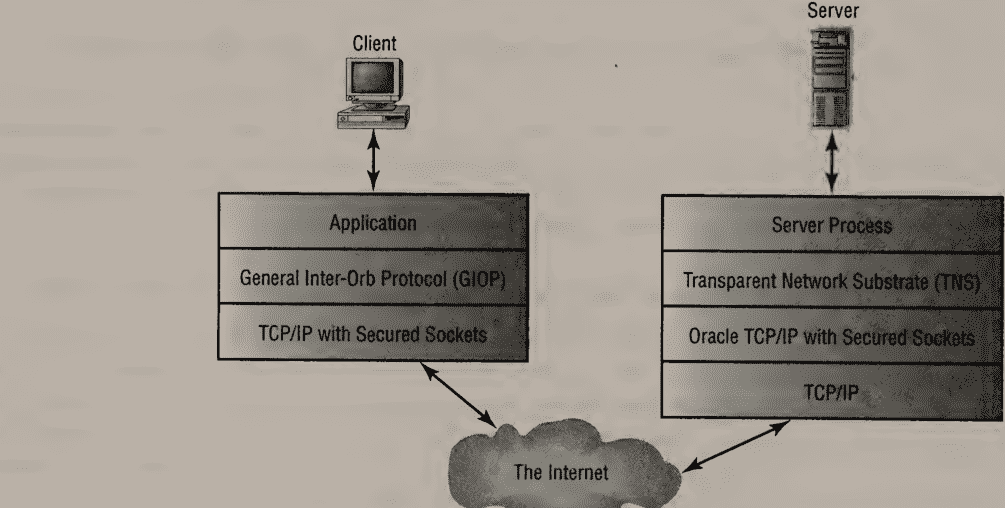 Server
Client
Application
General Inter-Orb Protocol (GIOP)
TCP/IP with Secured Sockets
Server Process
Transparent Network Substrate (TNS)
Oracle TCP/IP with Secured Sockets
TCP/IP
The Internet